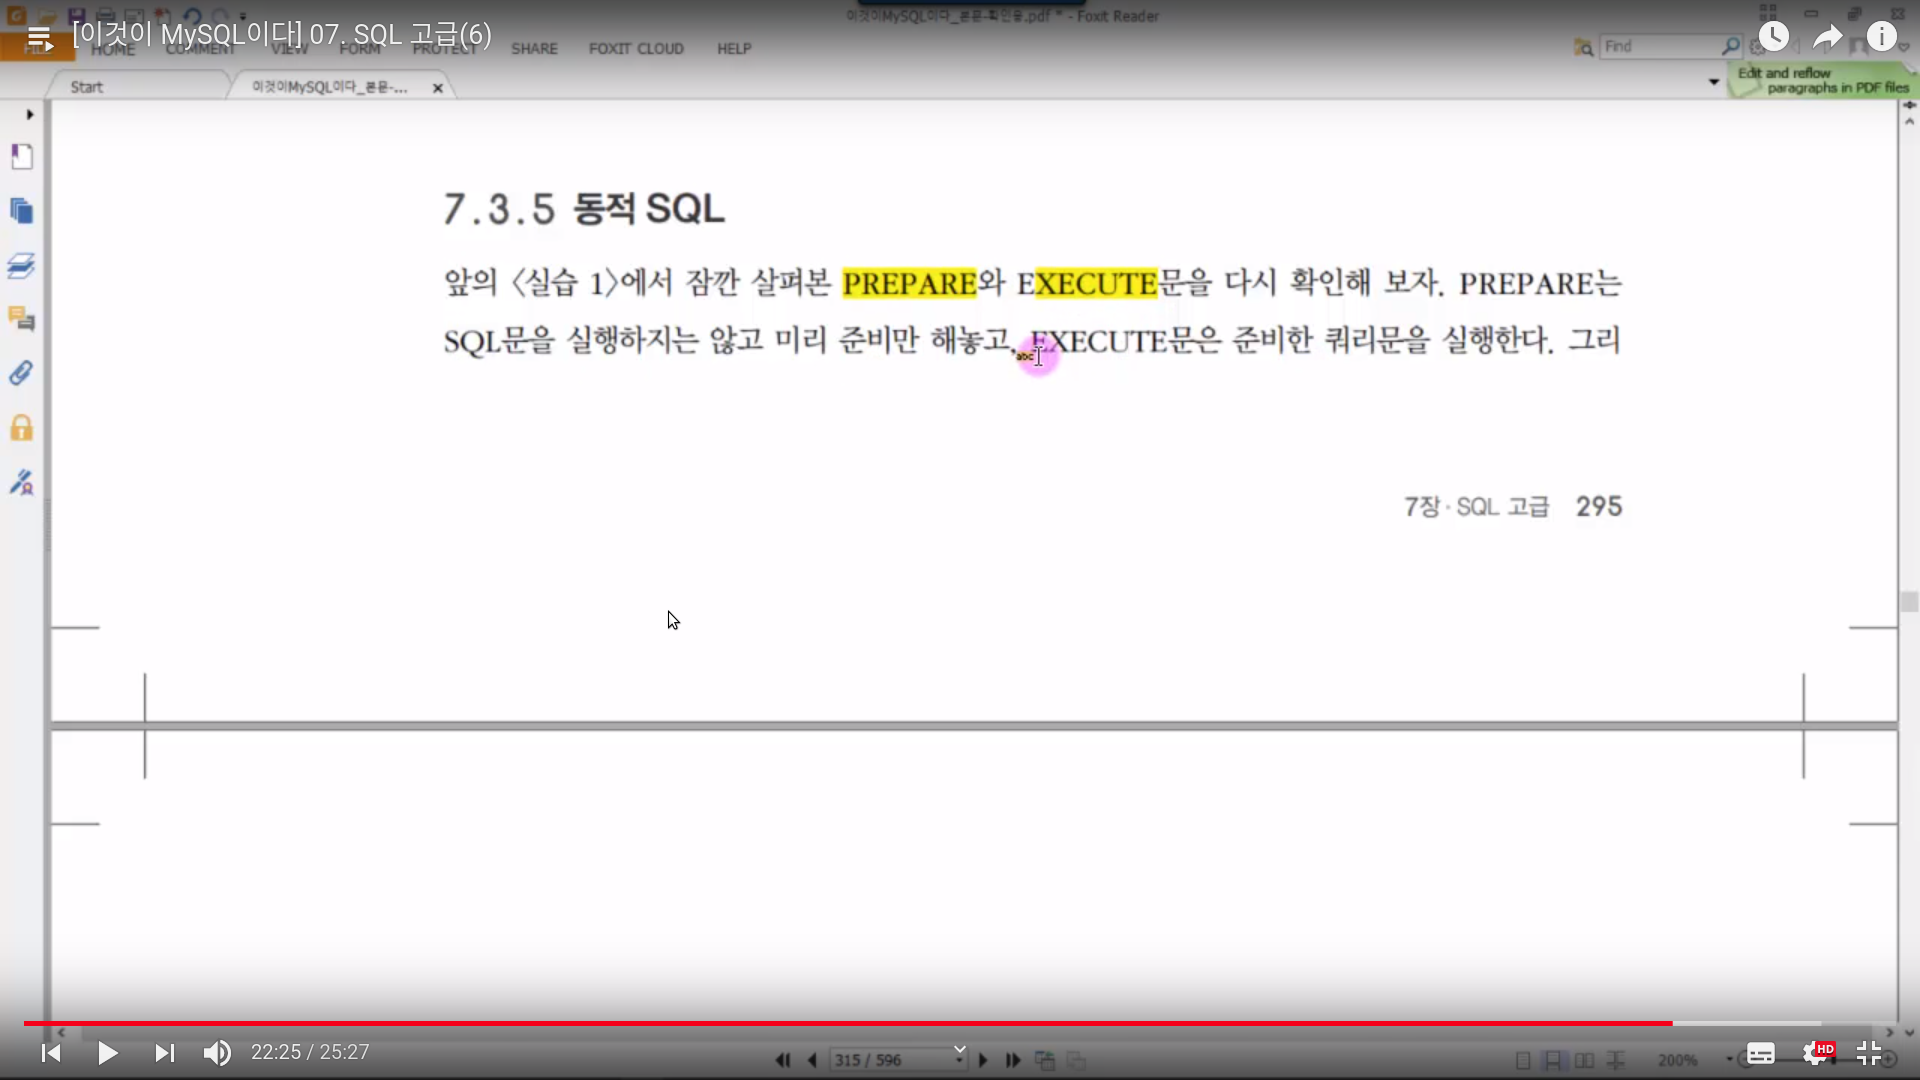 이것이MySQL이다_본문-확인용.pdf * - Foxit Reader
[이것이 MySQL이다] 07. SQL 고급(6)
HOME COMMENT VIEW FORM PROTECT SHARE FOXIT CLOUD HELP
Find
Start
이것이MySQL이다_본문-...
Edit and reflow
paragraphs in PDF files
7.3.5 동적 SQL
앞의 〈실습 1〉에서 잠깐 살펴본 PREPARE와 EXECUTE문을 다시 확인해 보자. PREPARE는
SQL문을 실행하지는 않고 미리 준비만 해놓고, EXECUTE문은 준비한 쿼리문을 실행한다. 그리
abc
7장 · SQL 고급 295
22:25 / 25:27
315 / 596
200%
HD